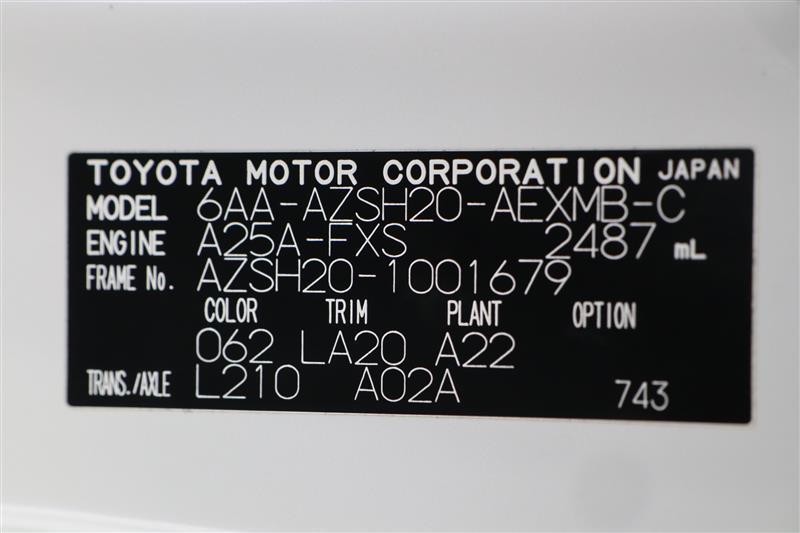 TOYOTA MOTOR CORPORATION JAPAN
MODEL 6AA-AZSH20-AEXMB-C
ENGINE A25A-FXS 2487 mL
FRAME No. AZSH20-1001679
COLOR TRIM PLANT OPTION
062 LA20 A22
TRANS./AXLE L210 A02A 743